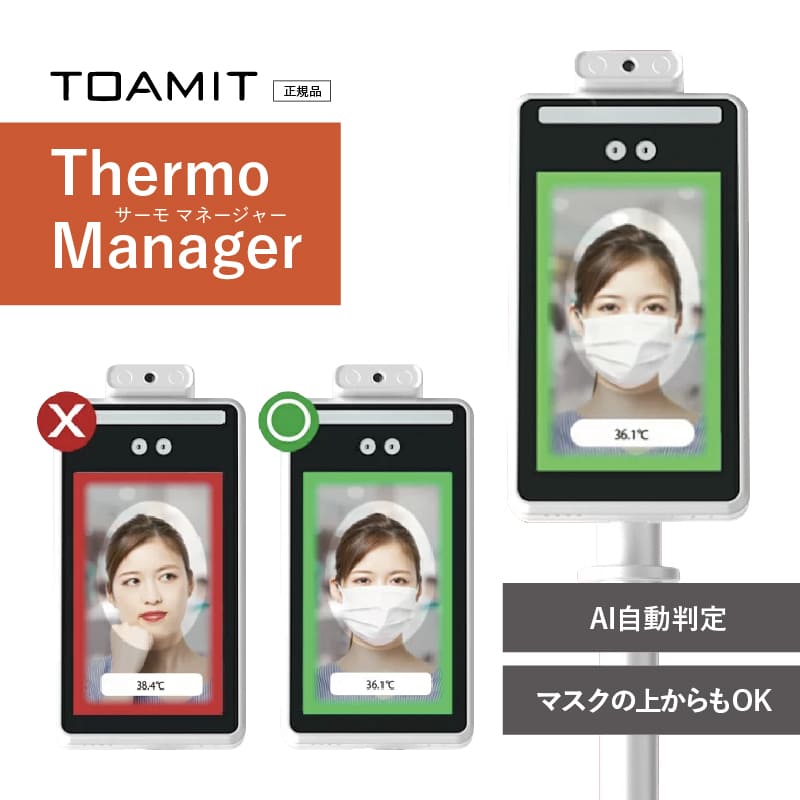 TOAMIT 正規品
Thermo
サーモ マネージャー
Manager
X
36.1℃
38.4℃
36.1℃
AI自動判定
マスクの上からもOK